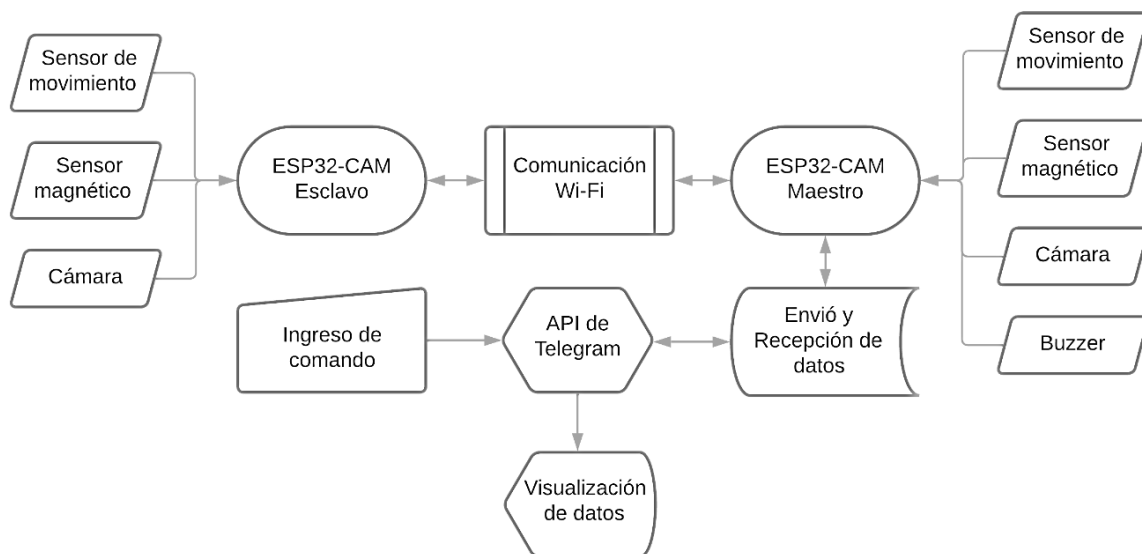 Sensor de
movimiento
Sensor
magnético
Cámara
ESP32-CAM
Esclavo
Comunicación
Wi-Fi
ESP32-CAM
Maestro
Sensor de
movimiento
Sensor
magnético
Cámara
Buzzer
Ingreso de
comando
API de
Telegram
Envió y
Recepción de
datos
Visualización
de datos